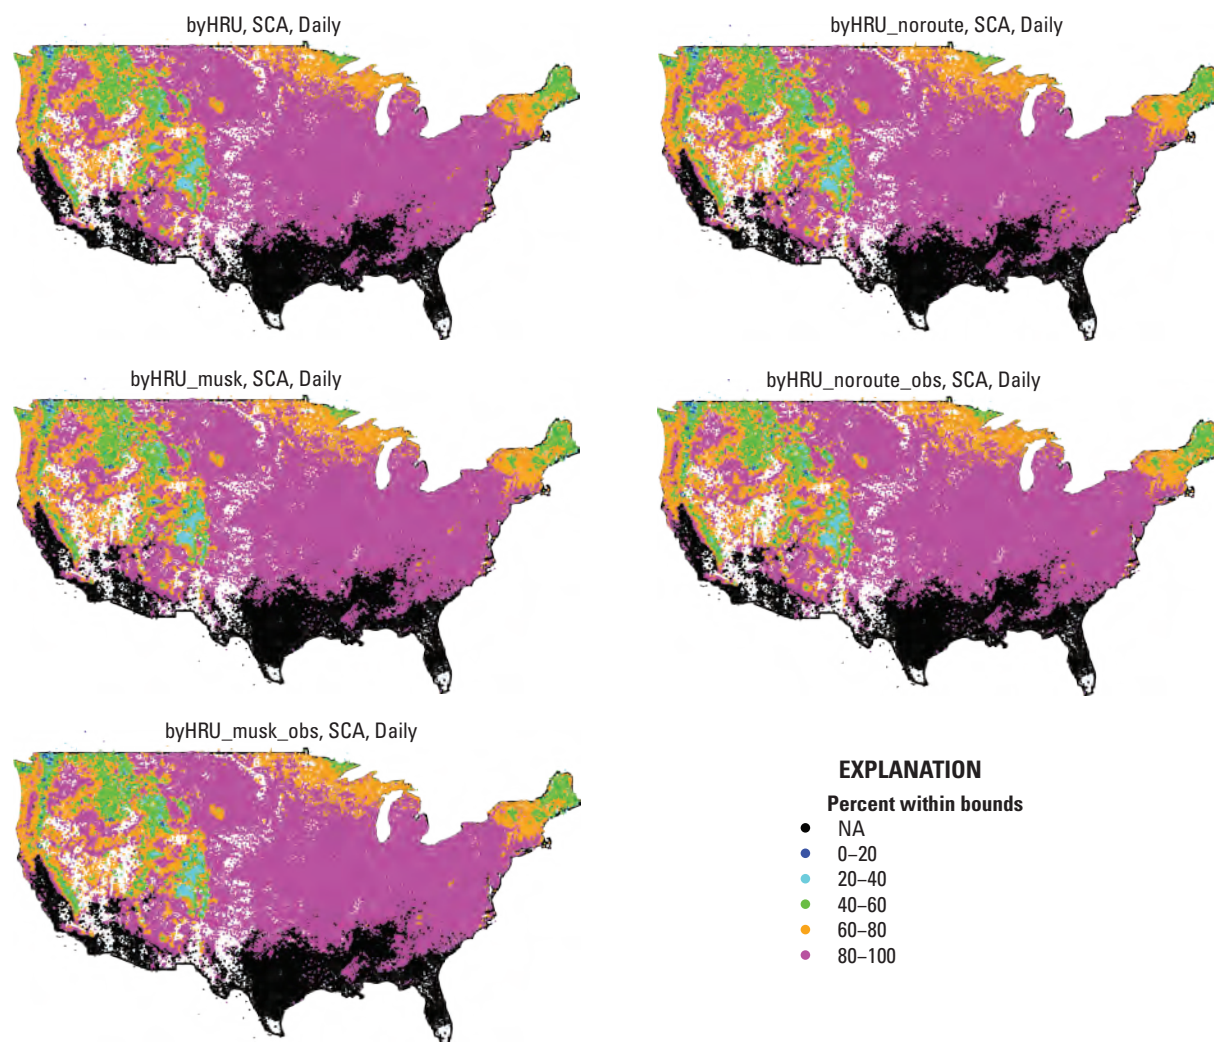 byHRU, SCA, Daily
byHRU_noroute, SCA, Daily
byHRU_musk, SCA, Daily
byHRU_noroute_obs, SCA, Daily
byHRU_musk_obs, SCA, Daily
EXPLANATION
Percent within bounds
NA
0–20
20–40
40–60
60–80
80–100